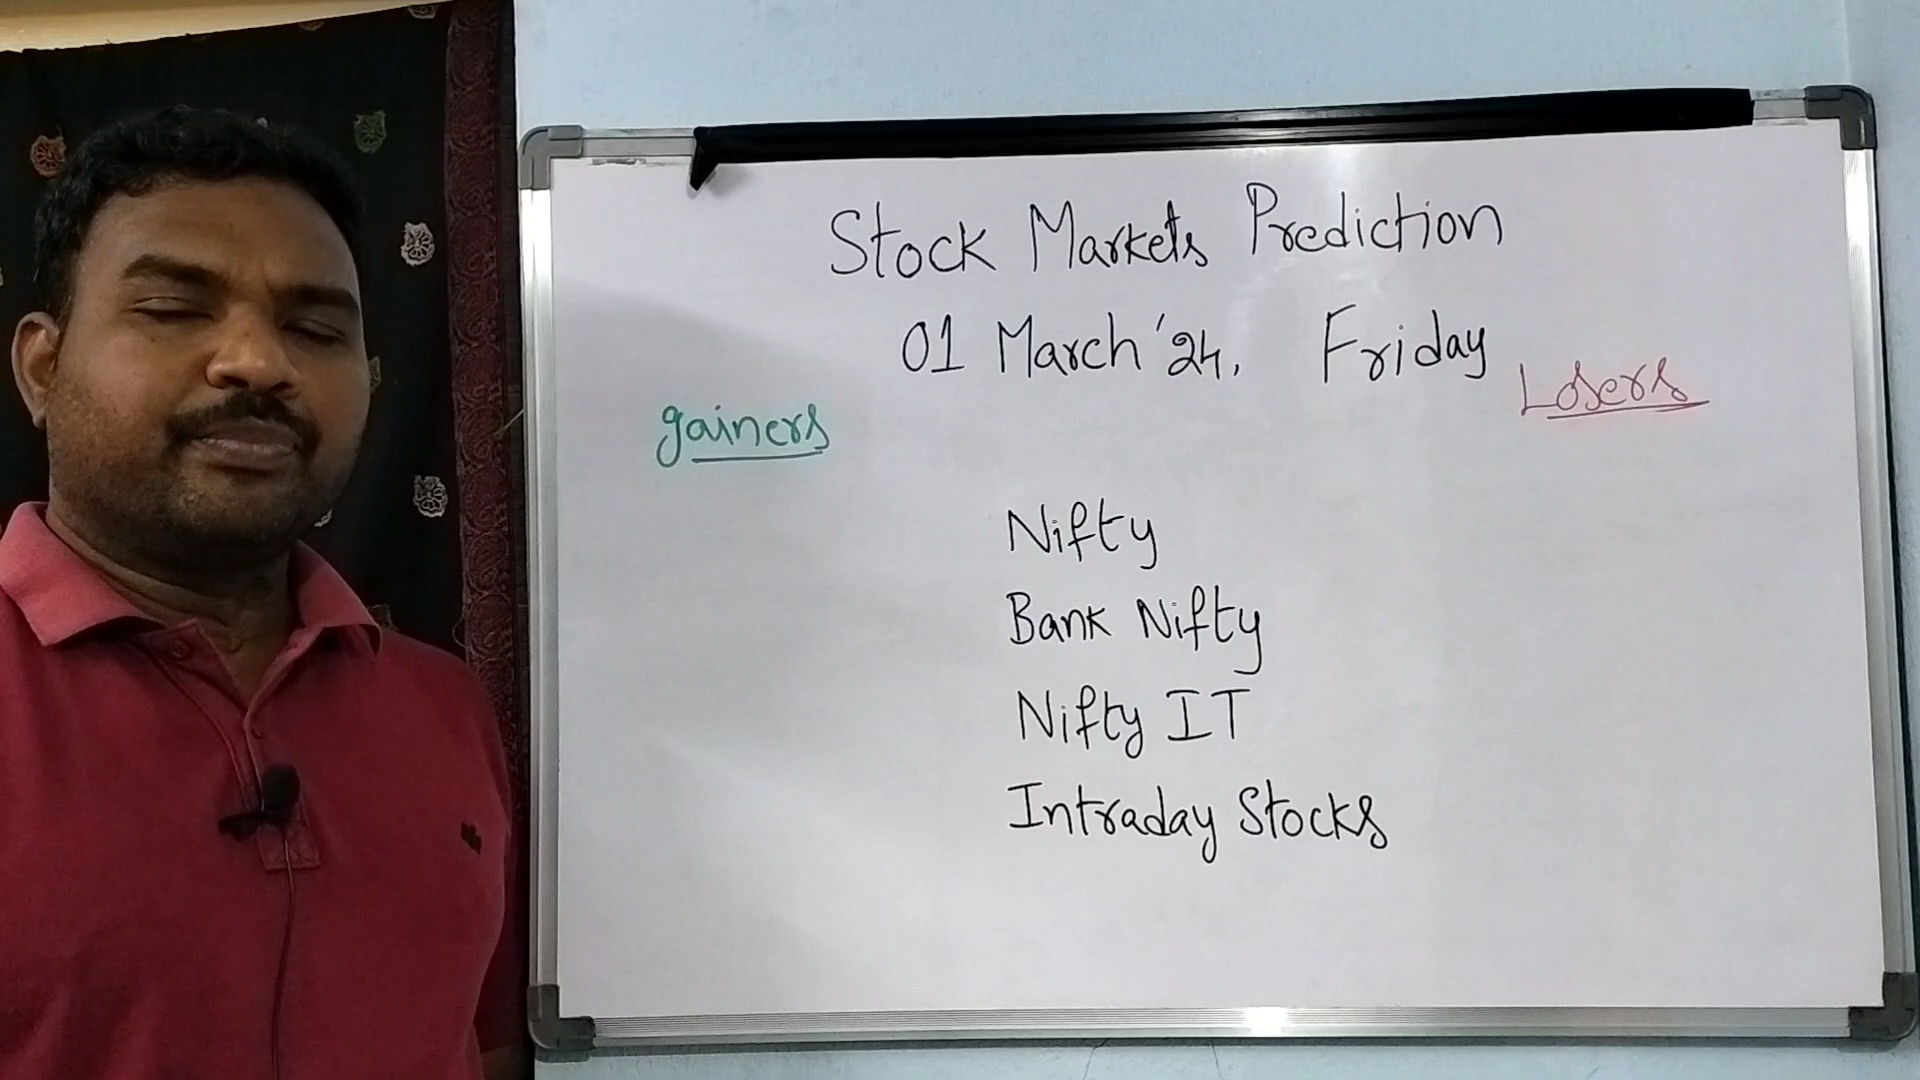 Stock Markets Prediction
01 March '24, Friday
gainers
Losers
Nifty
Bank Nifty
Nifty IT
Intraday Stocks